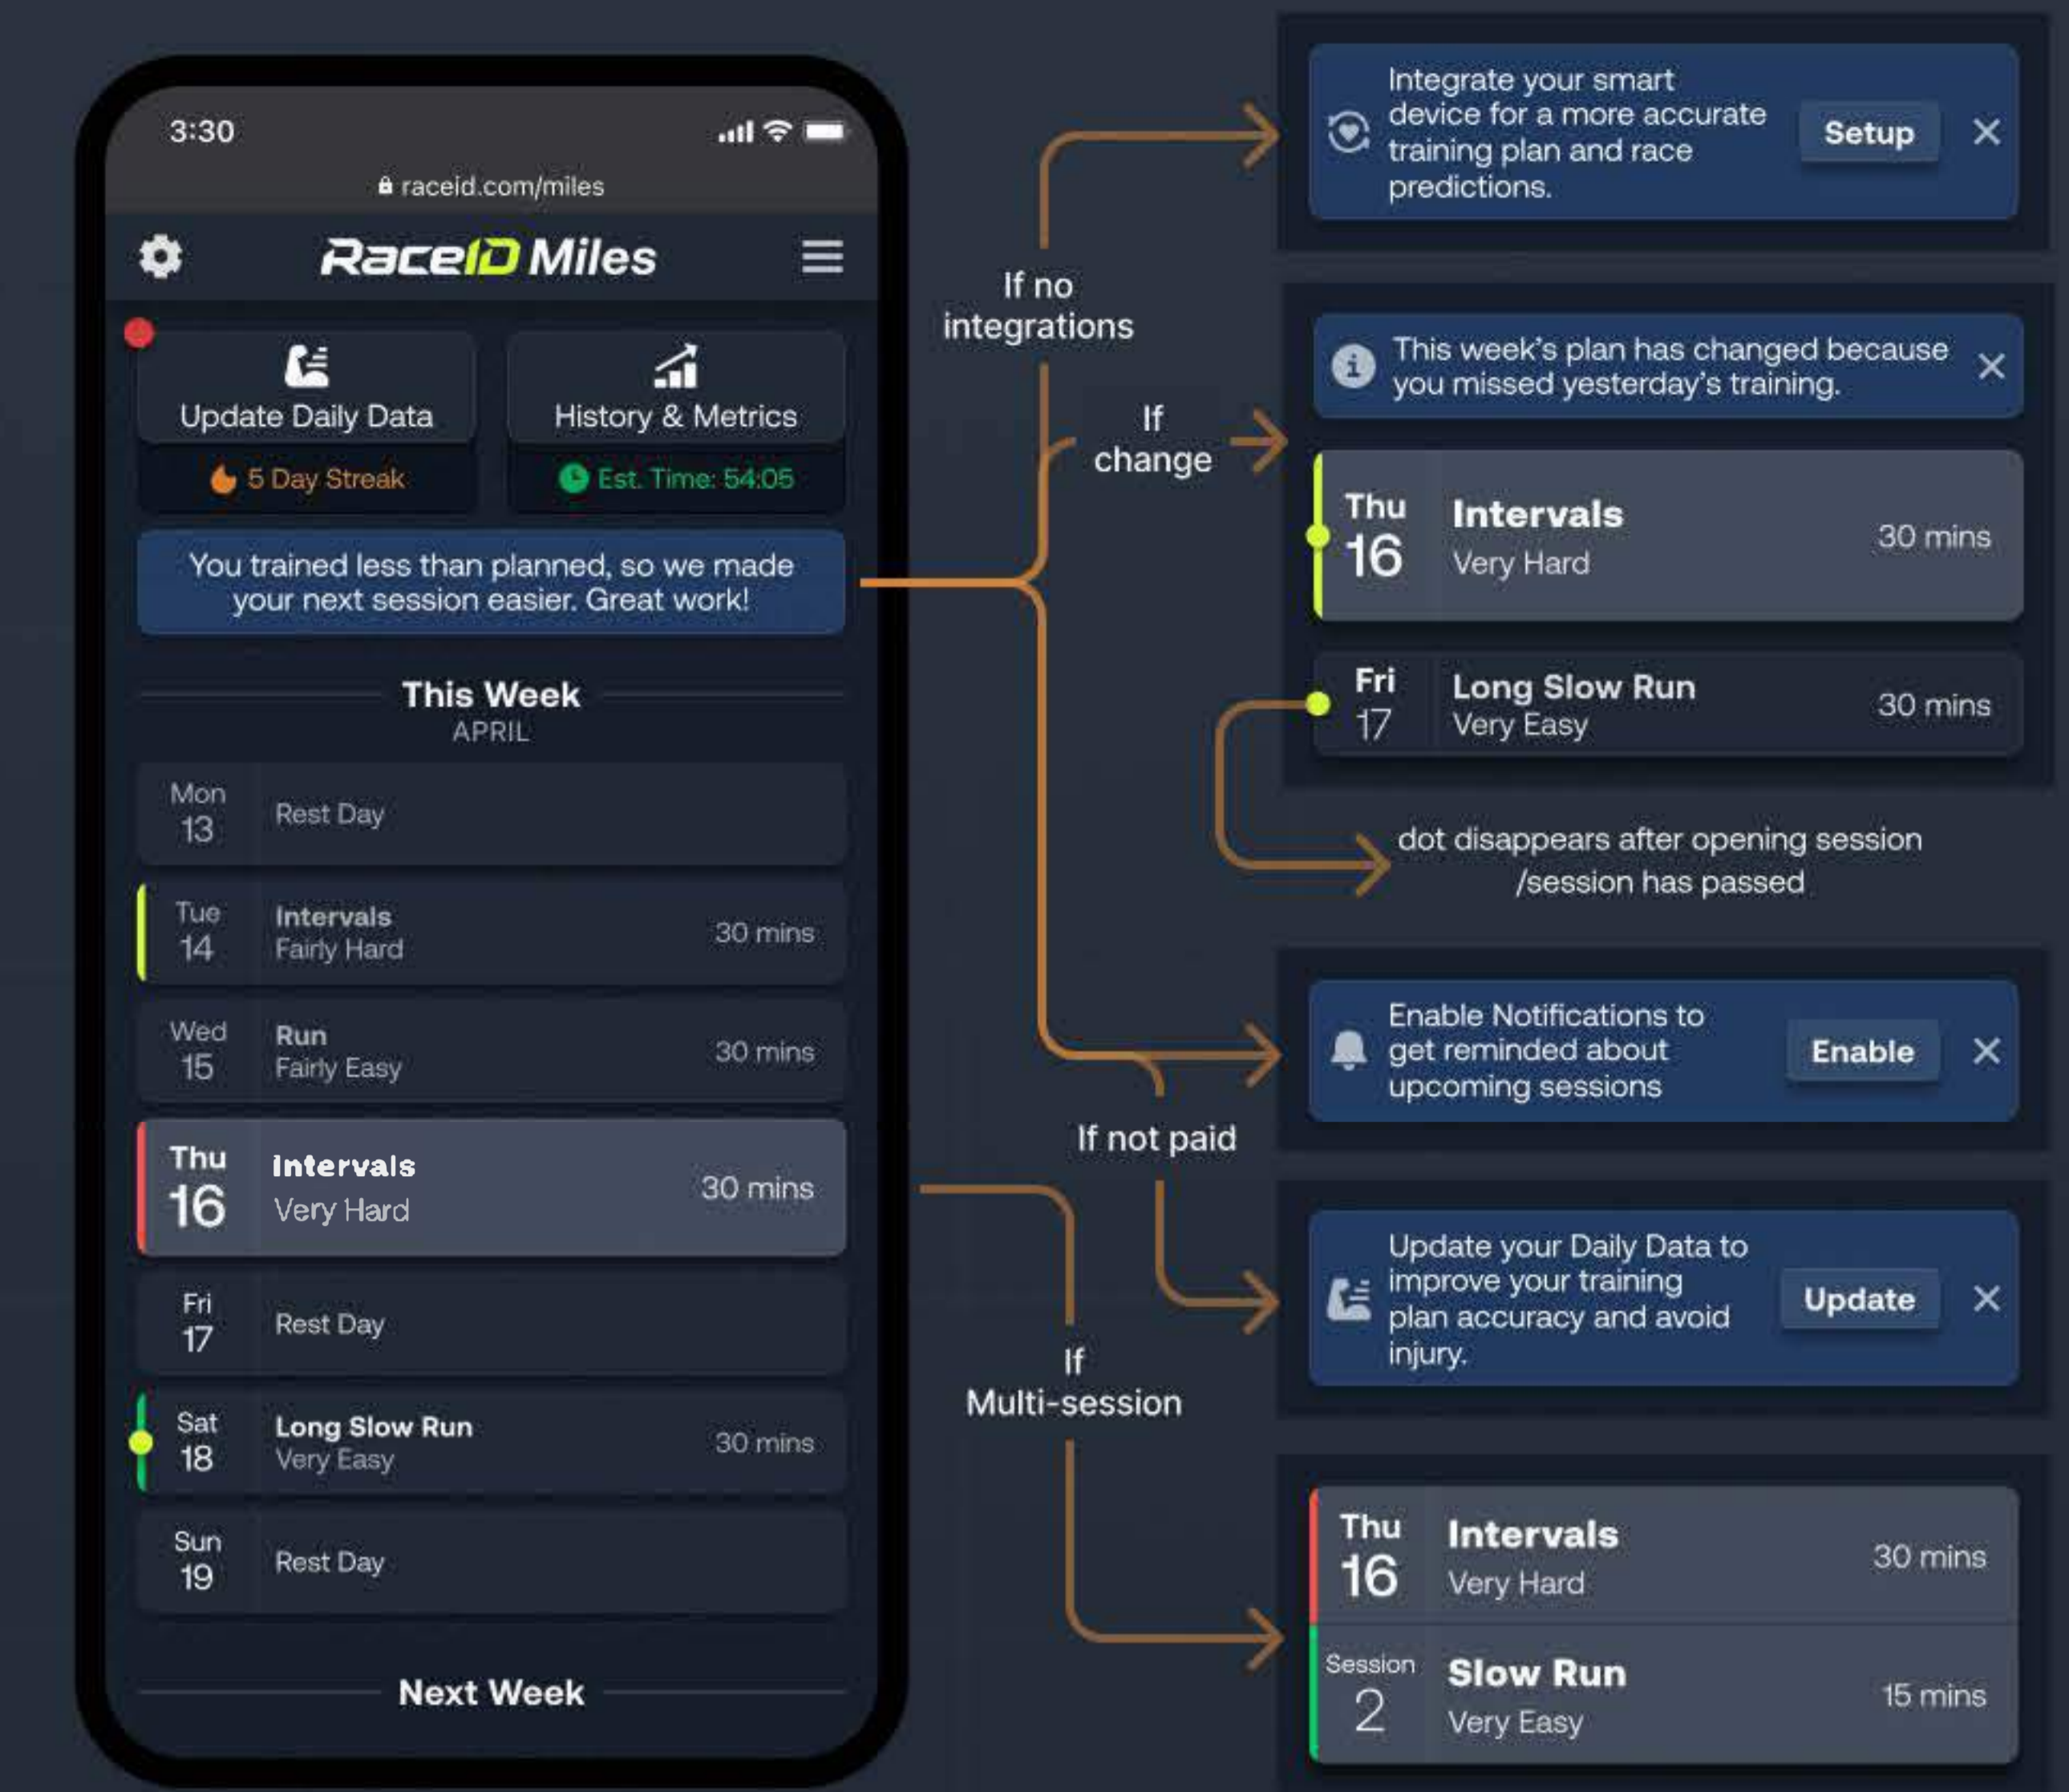 3:30
raceid.com/miles
RaceID Miles
Update Daily Data
History & Metrics
5 Day Streak
Est. Time: 54:05
You trained less than planned, so we made
your next session easier. Great work!
This Week
APRIL
Mon
13
Rest Day
Tue
14
Intervals
Fairly Hard
30 mins
Wed
15
Run
Fairly Easy
30 mins
Thu
16
Intervals
Very Hard
30 mins
Fri
17
Rest Day
Sat
18
Long Slow Run
Very Easy
30 mins
Sun
19
Rest Day
Next Week
If no
integrations
Integrate your smart
device for a more accurate
training plan and race
predictions.
Setup
If
change
This week's plan has changed because
you missed yesterday's training.
Thu
16
Intervals
Very Hard
30 mins
Fri
17
Long Slow Run
Very Easy
30 mins
dot disappears after opening session
/session has passed
Enable Notifications to
get reminded about
upcoming sessions
Enable
If not paid
Update your Daily Data to
improve your training
plan accuracy and avoid
injury.
Update
If
Multi-session
Thu
16
Intervals
Very Hard
30 mins
Session
2
Slow Run
Very Easy
15 mins